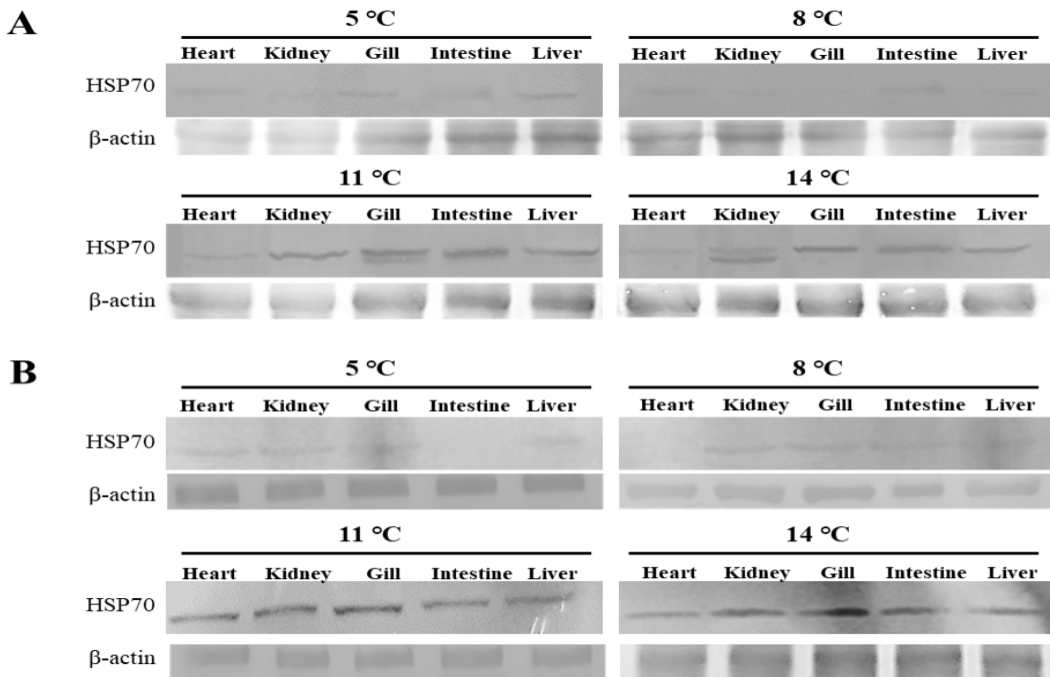 A
5 °C 8 °C
Heart Kidney Gill Intestine Liver Heart Kidney Gill Intestine Liver
HSP70
β-actin
11 °C 14 °C
Heart Kidney Gill Intestine Liver Heart Kidney Gill Intestine Liver
HSP70
β-actin
B
5 °C 8 °C
Heart Kidney Gill Intestine Liver Heart Kidney Gill Intestine Liver
HSP70
β-actin
11 °C 14 °C
Heart Kidney Gill Intestine Liver Heart Kidney Gill Intestine Liver
HSP70
β-actin